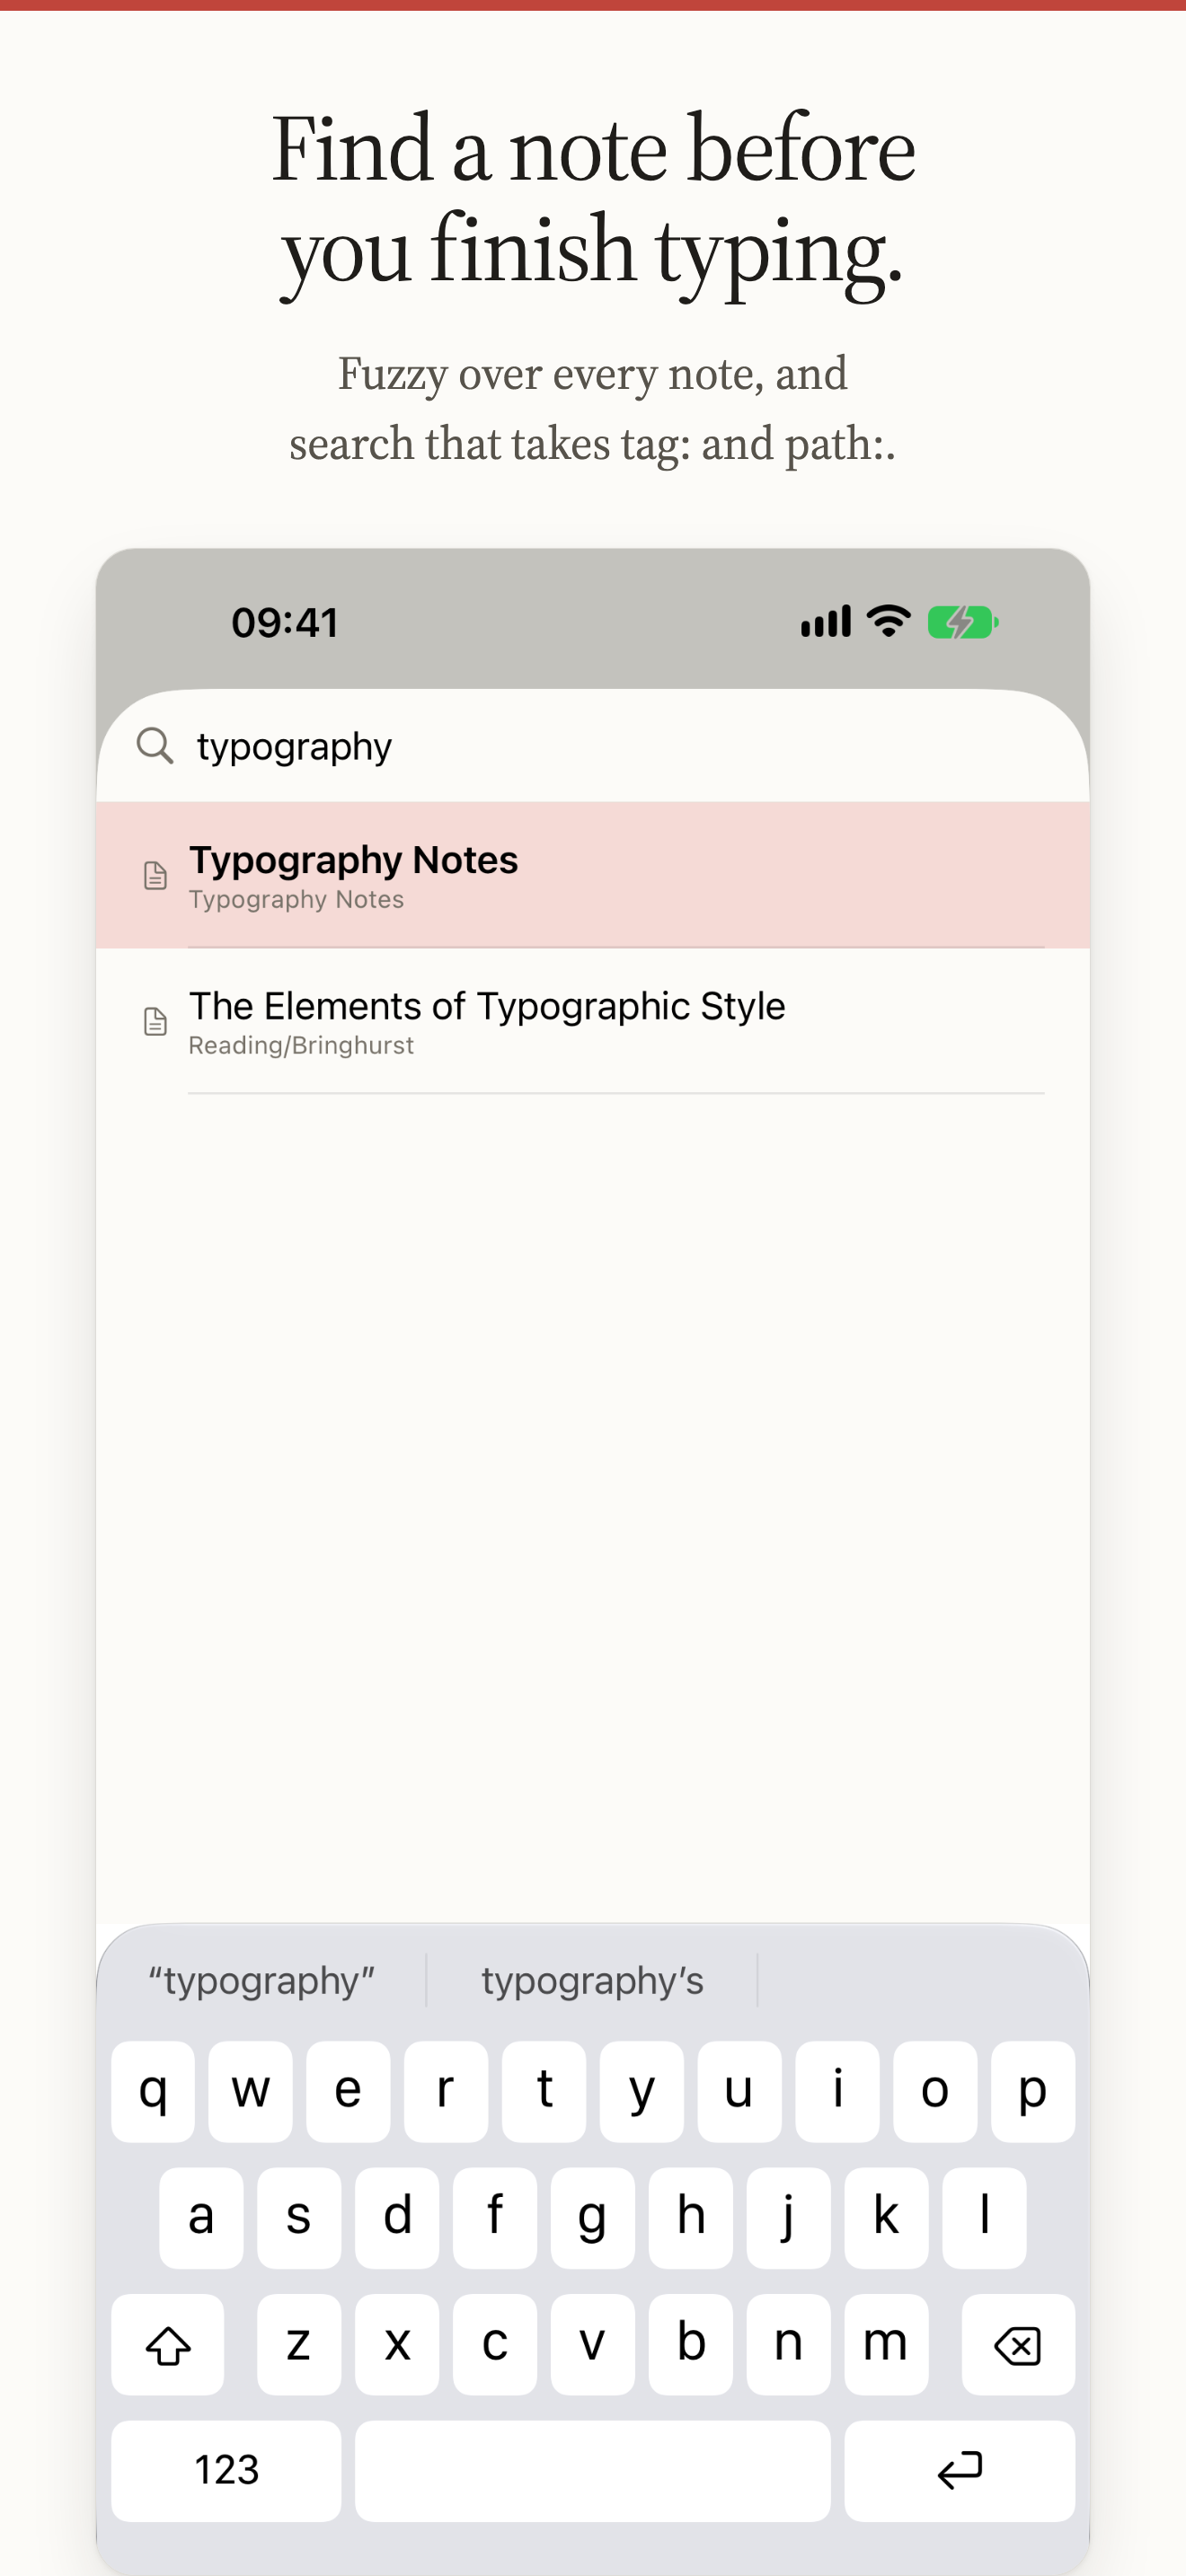 Find a note before
you finish typing.
Fuzzy over every note, and
search that takes tag: and path:.
09:41
typography
Typography Notes
Typography Notes
The Elements of Typographic Style
Reading/Bringhurst
“typography” typography’s
q w e r t y u i o p
a s d f g h j k l
z x c v b n m
123